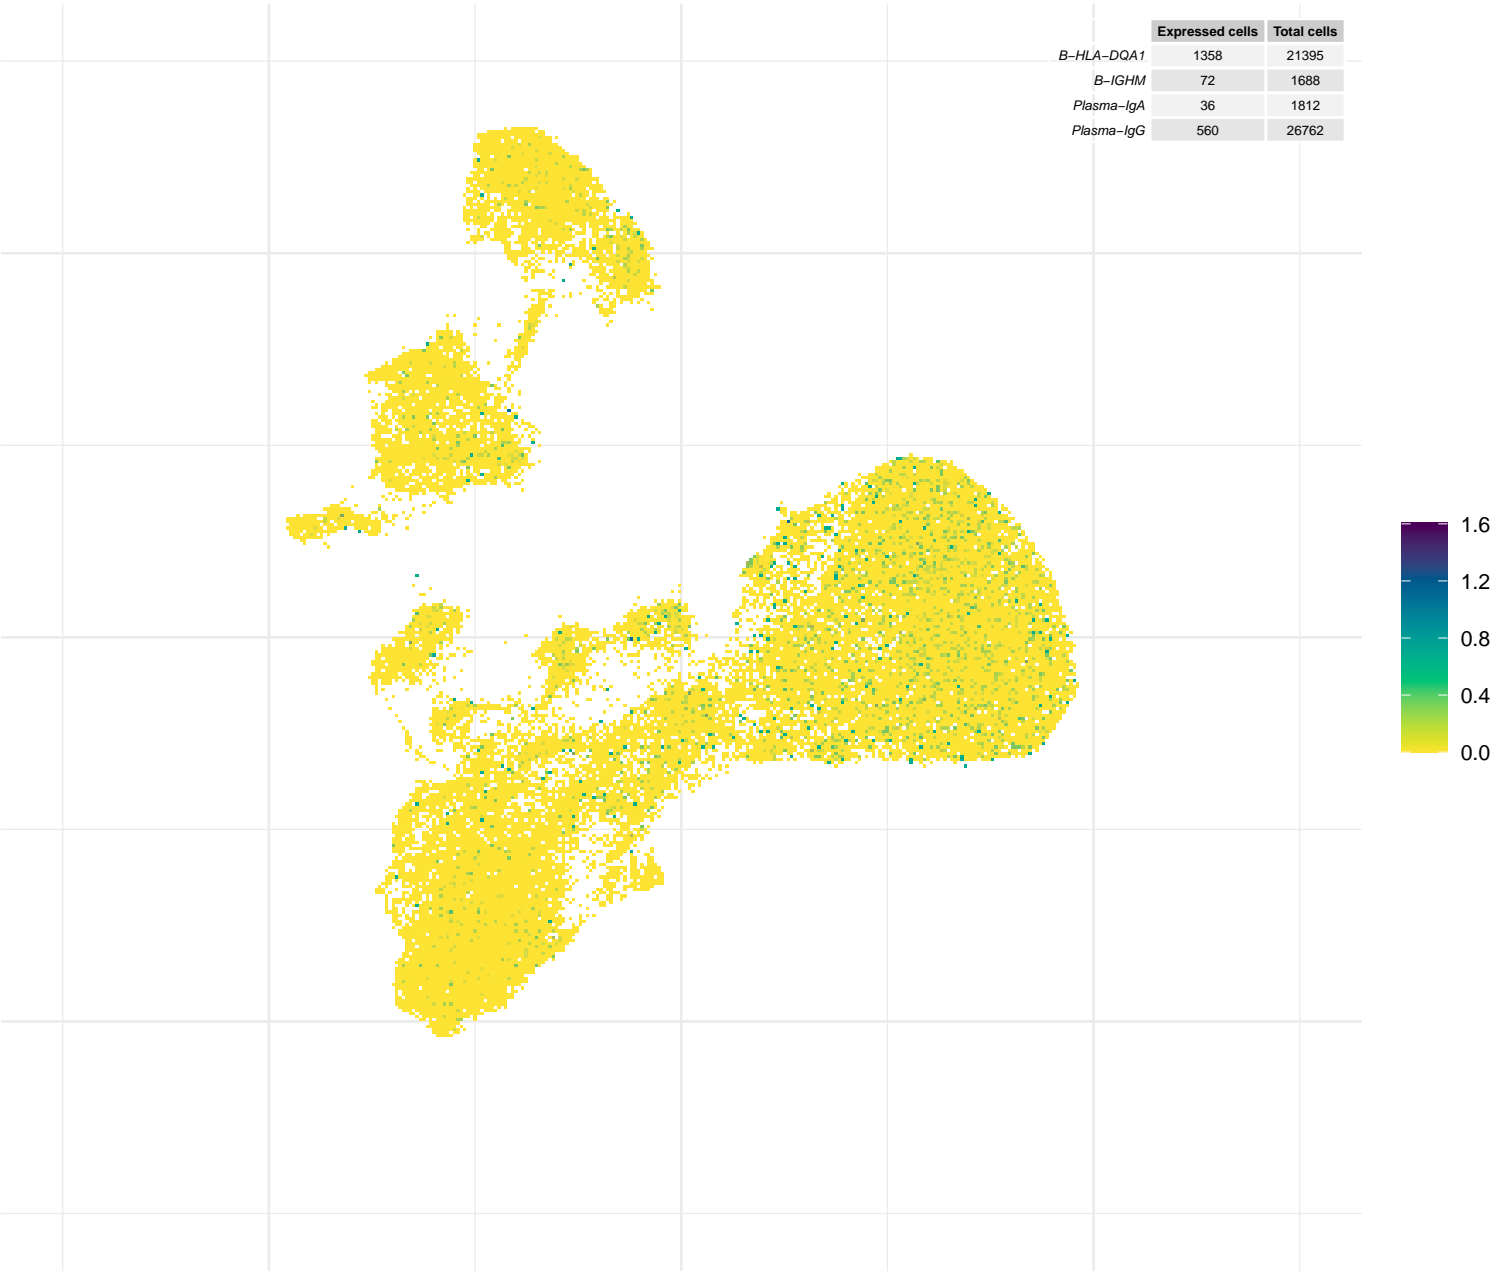 Expressed cells Total cells
B−HLA−DQA1 1358 21395
B−IGHM 72 1688
Plasma−IgA 36 1812
Plasma−IgG 560 26762
1.6
1.2
0.8
0.4
0.0